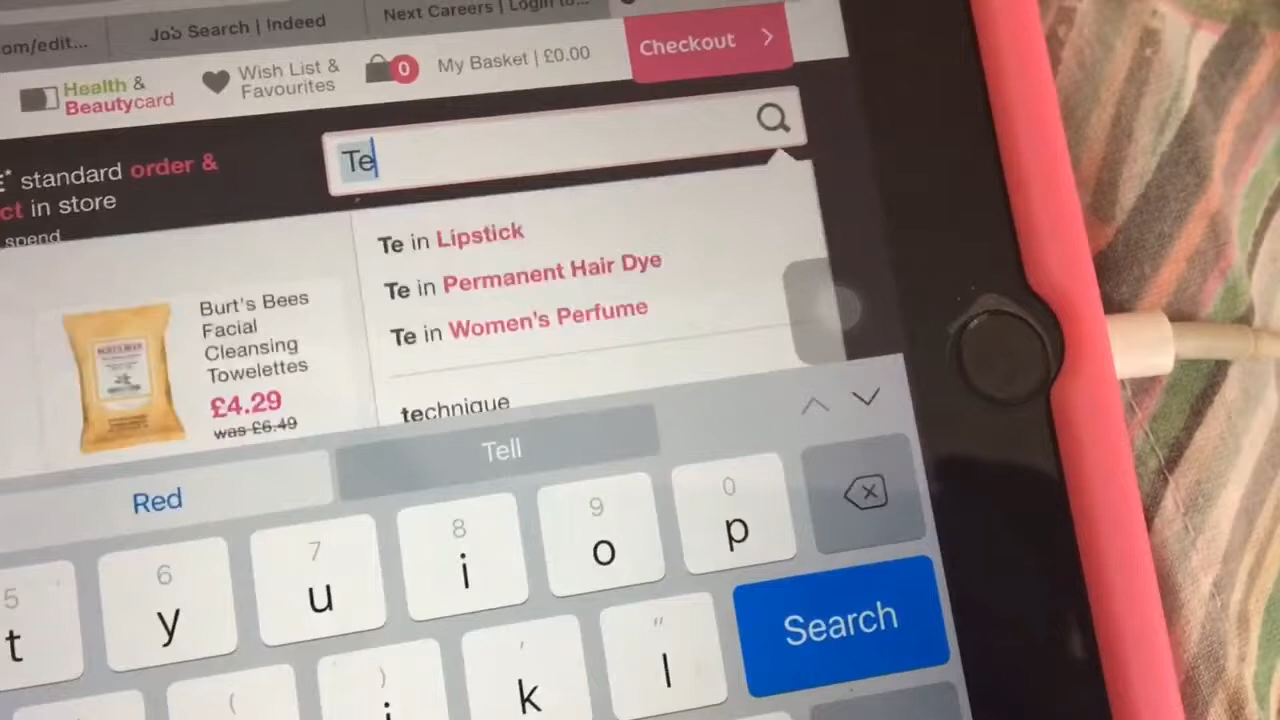 om/edit...
Job Search | Indeed
Next Careers | Login to...
Health &
Beautycard
Wish List &
Favourites
0
My Basket | £0.00
Checkout
* standard order &
ct in store
spend
Te
Te in Lipstick
Te in Permanent Hair Dye
Te in Women's Perfume
technique
Burt's Bees
Facial
Cleansing
Towelettes
£4.29
was £6.49
BURT'S BEES
Red
Tell
5 6 7 8 9 0
t y u i o p
( ) ' "
j k l
Search